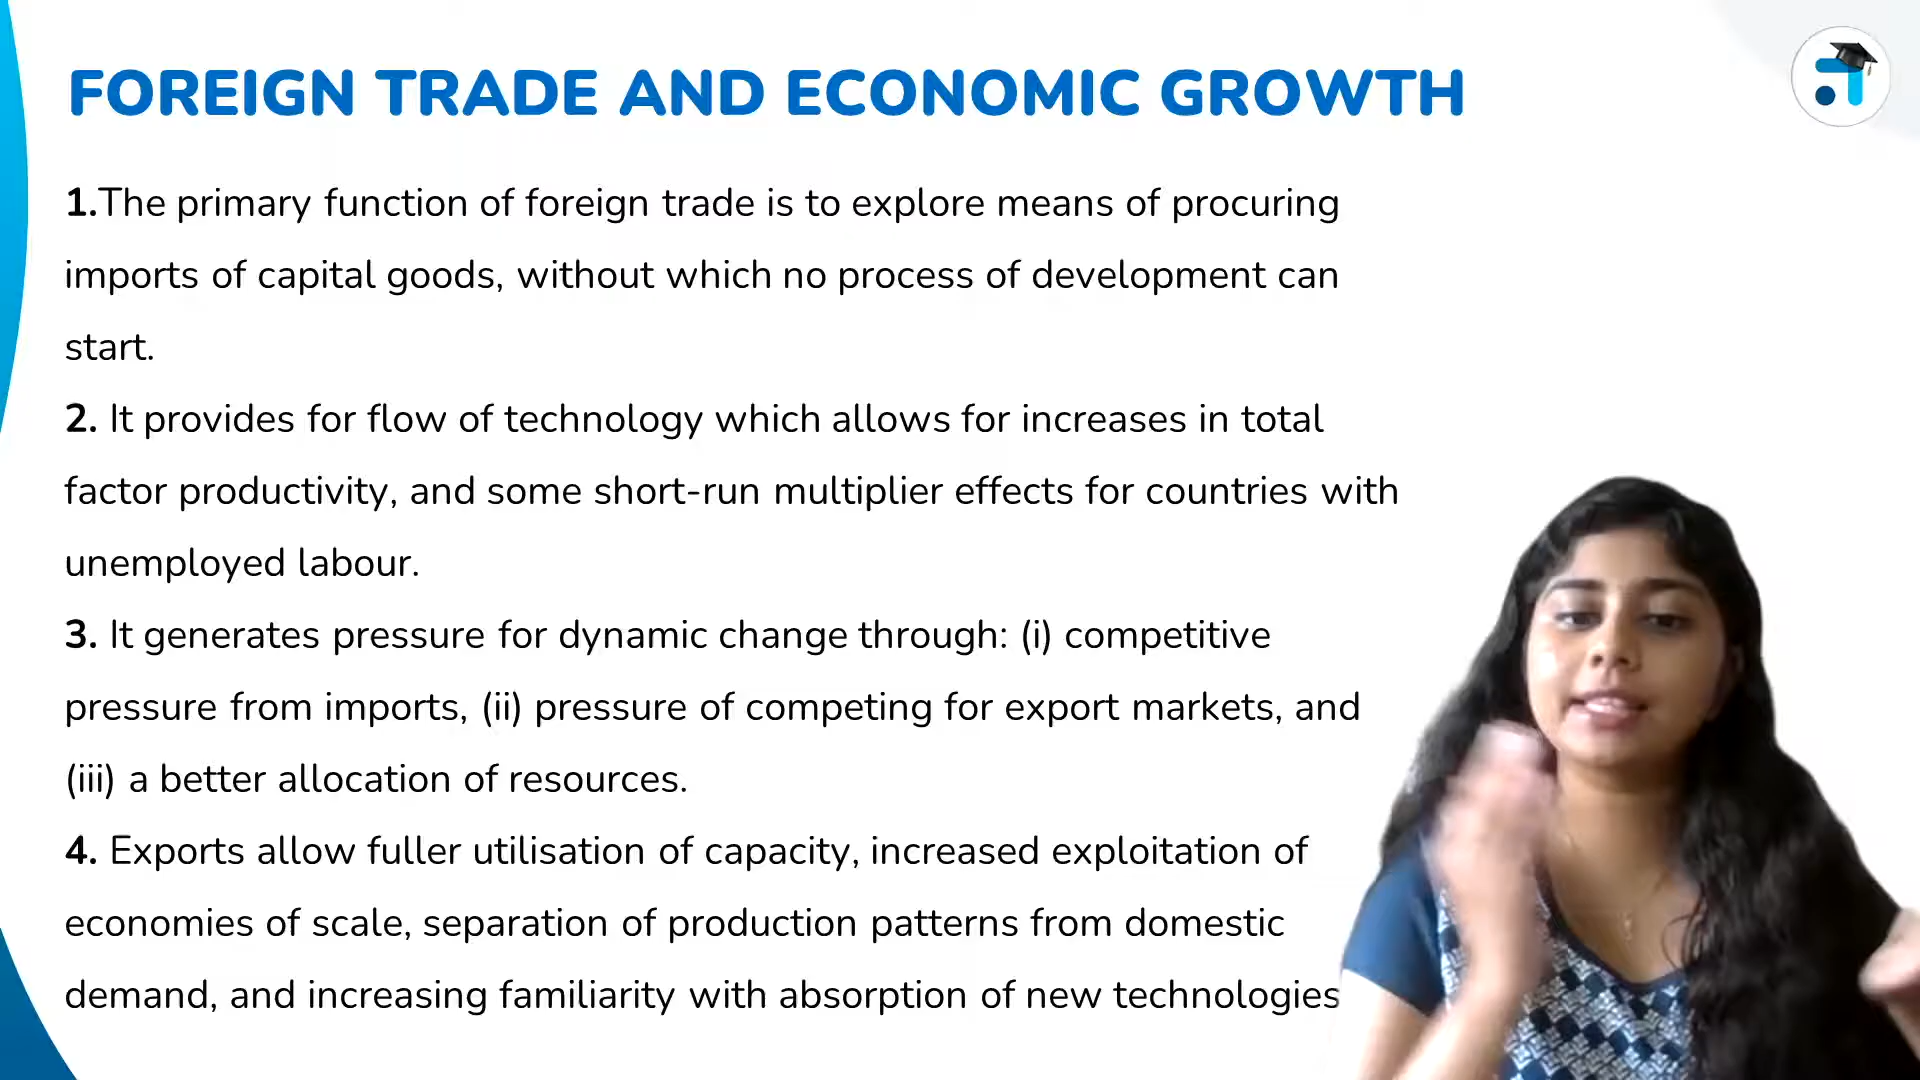 FOREIGN TRADE AND ECONOMIC GROWTH
1.The primary function of foreign trade is to explore means of procuring
imports of capital goods, without which no process of development can
start.
2. It provides for flow of technology which allows for increases in total
factor productivity, and some short-run multiplier effects for countries with
unemployed labour.
3. It generates pressure for dynamic change through: (i) competitive
pressure from imports, (ii) pressure of competing for export markets, and
(iii) a better allocation of resources.
4. Exports allow fuller utilisation of capacity, increased exploitation of
economies of scale, separation of production patterns from domestic
demand, and increasing familiarity with absorption of new technologies